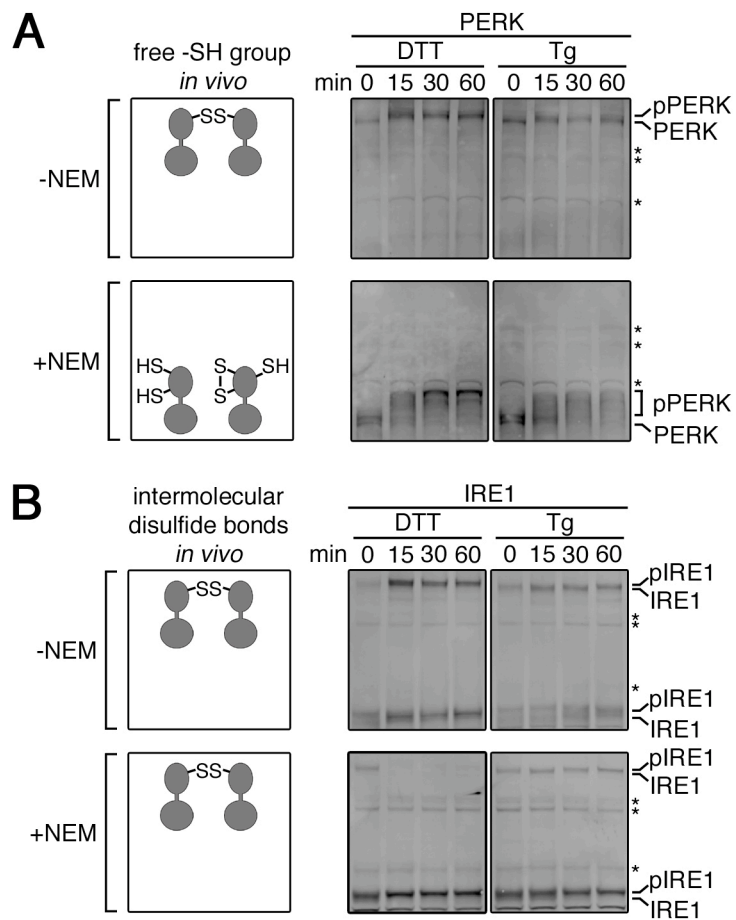 A
PERK
free -SH group
in vivo
DTT Tg
min 0 15 30 60 0 15 30 60
-NEM
SS
pPERK
PERK
*
*
*
+NEM
HS S SH
HS S
*
*
*
pPERK
PERK
B
IRE1
intermolecular
disulfide bonds
in vivo
DTT Tg
min 0 15 30 60 0 15 30 60
-NEM
SS
pIRE1
IRE1
*
*
*
pIRE1
IRE1
+NEM
SS
pIRE1
IRE1
*
*
*
pIRE1
IRE1